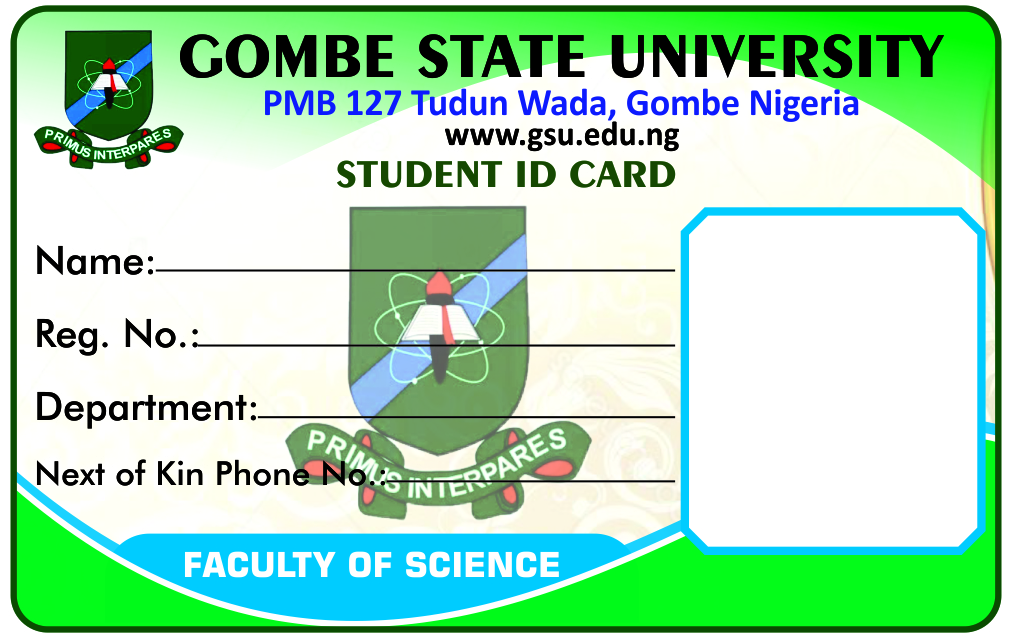 GOMBE STATE UNIVERSITY
PMB 127 Tudun Wada, Gombe Nigeria
www.gsu.edu.ng
PRIMUS INTERPARES
STUDENT ID CARD
Name:
Reg. No.:
Department:
PRIMUS INTERPARES
Next of Kin Phone No.:
FACULTY OF SCIENCE